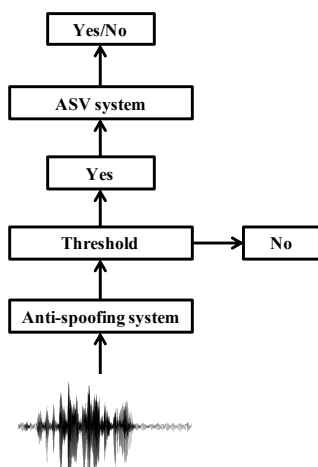 Yes/No
ASV system
Yes
Threshold
No
Anti-spoofing system